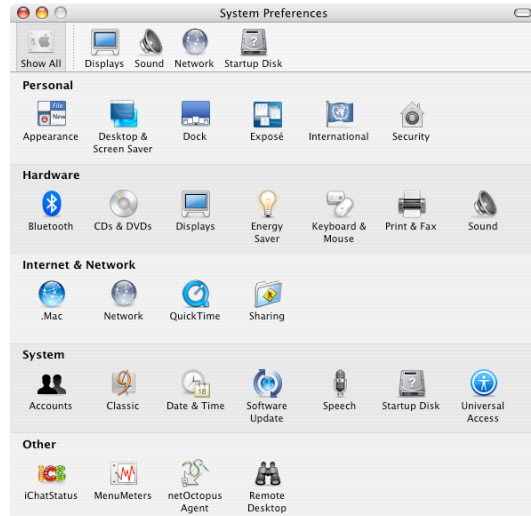 System Preferences
Show All Displays Sound Network Startup Disk
Personal
Appearance Desktop & Screen Saver Dock Exposé International Security
Hardware
Bluetooth CDs & DVDs Displays Energy Saver Keyboard & Mouse Print & Fax Sound
Internet & Network
.Mac Network QuickTime Sharing
System
Accounts Classic Date & Time Software Update Speech Startup Disk Universal Access
Other
iChatStatus MenuMeters netOctopus Agent Remote Desktop